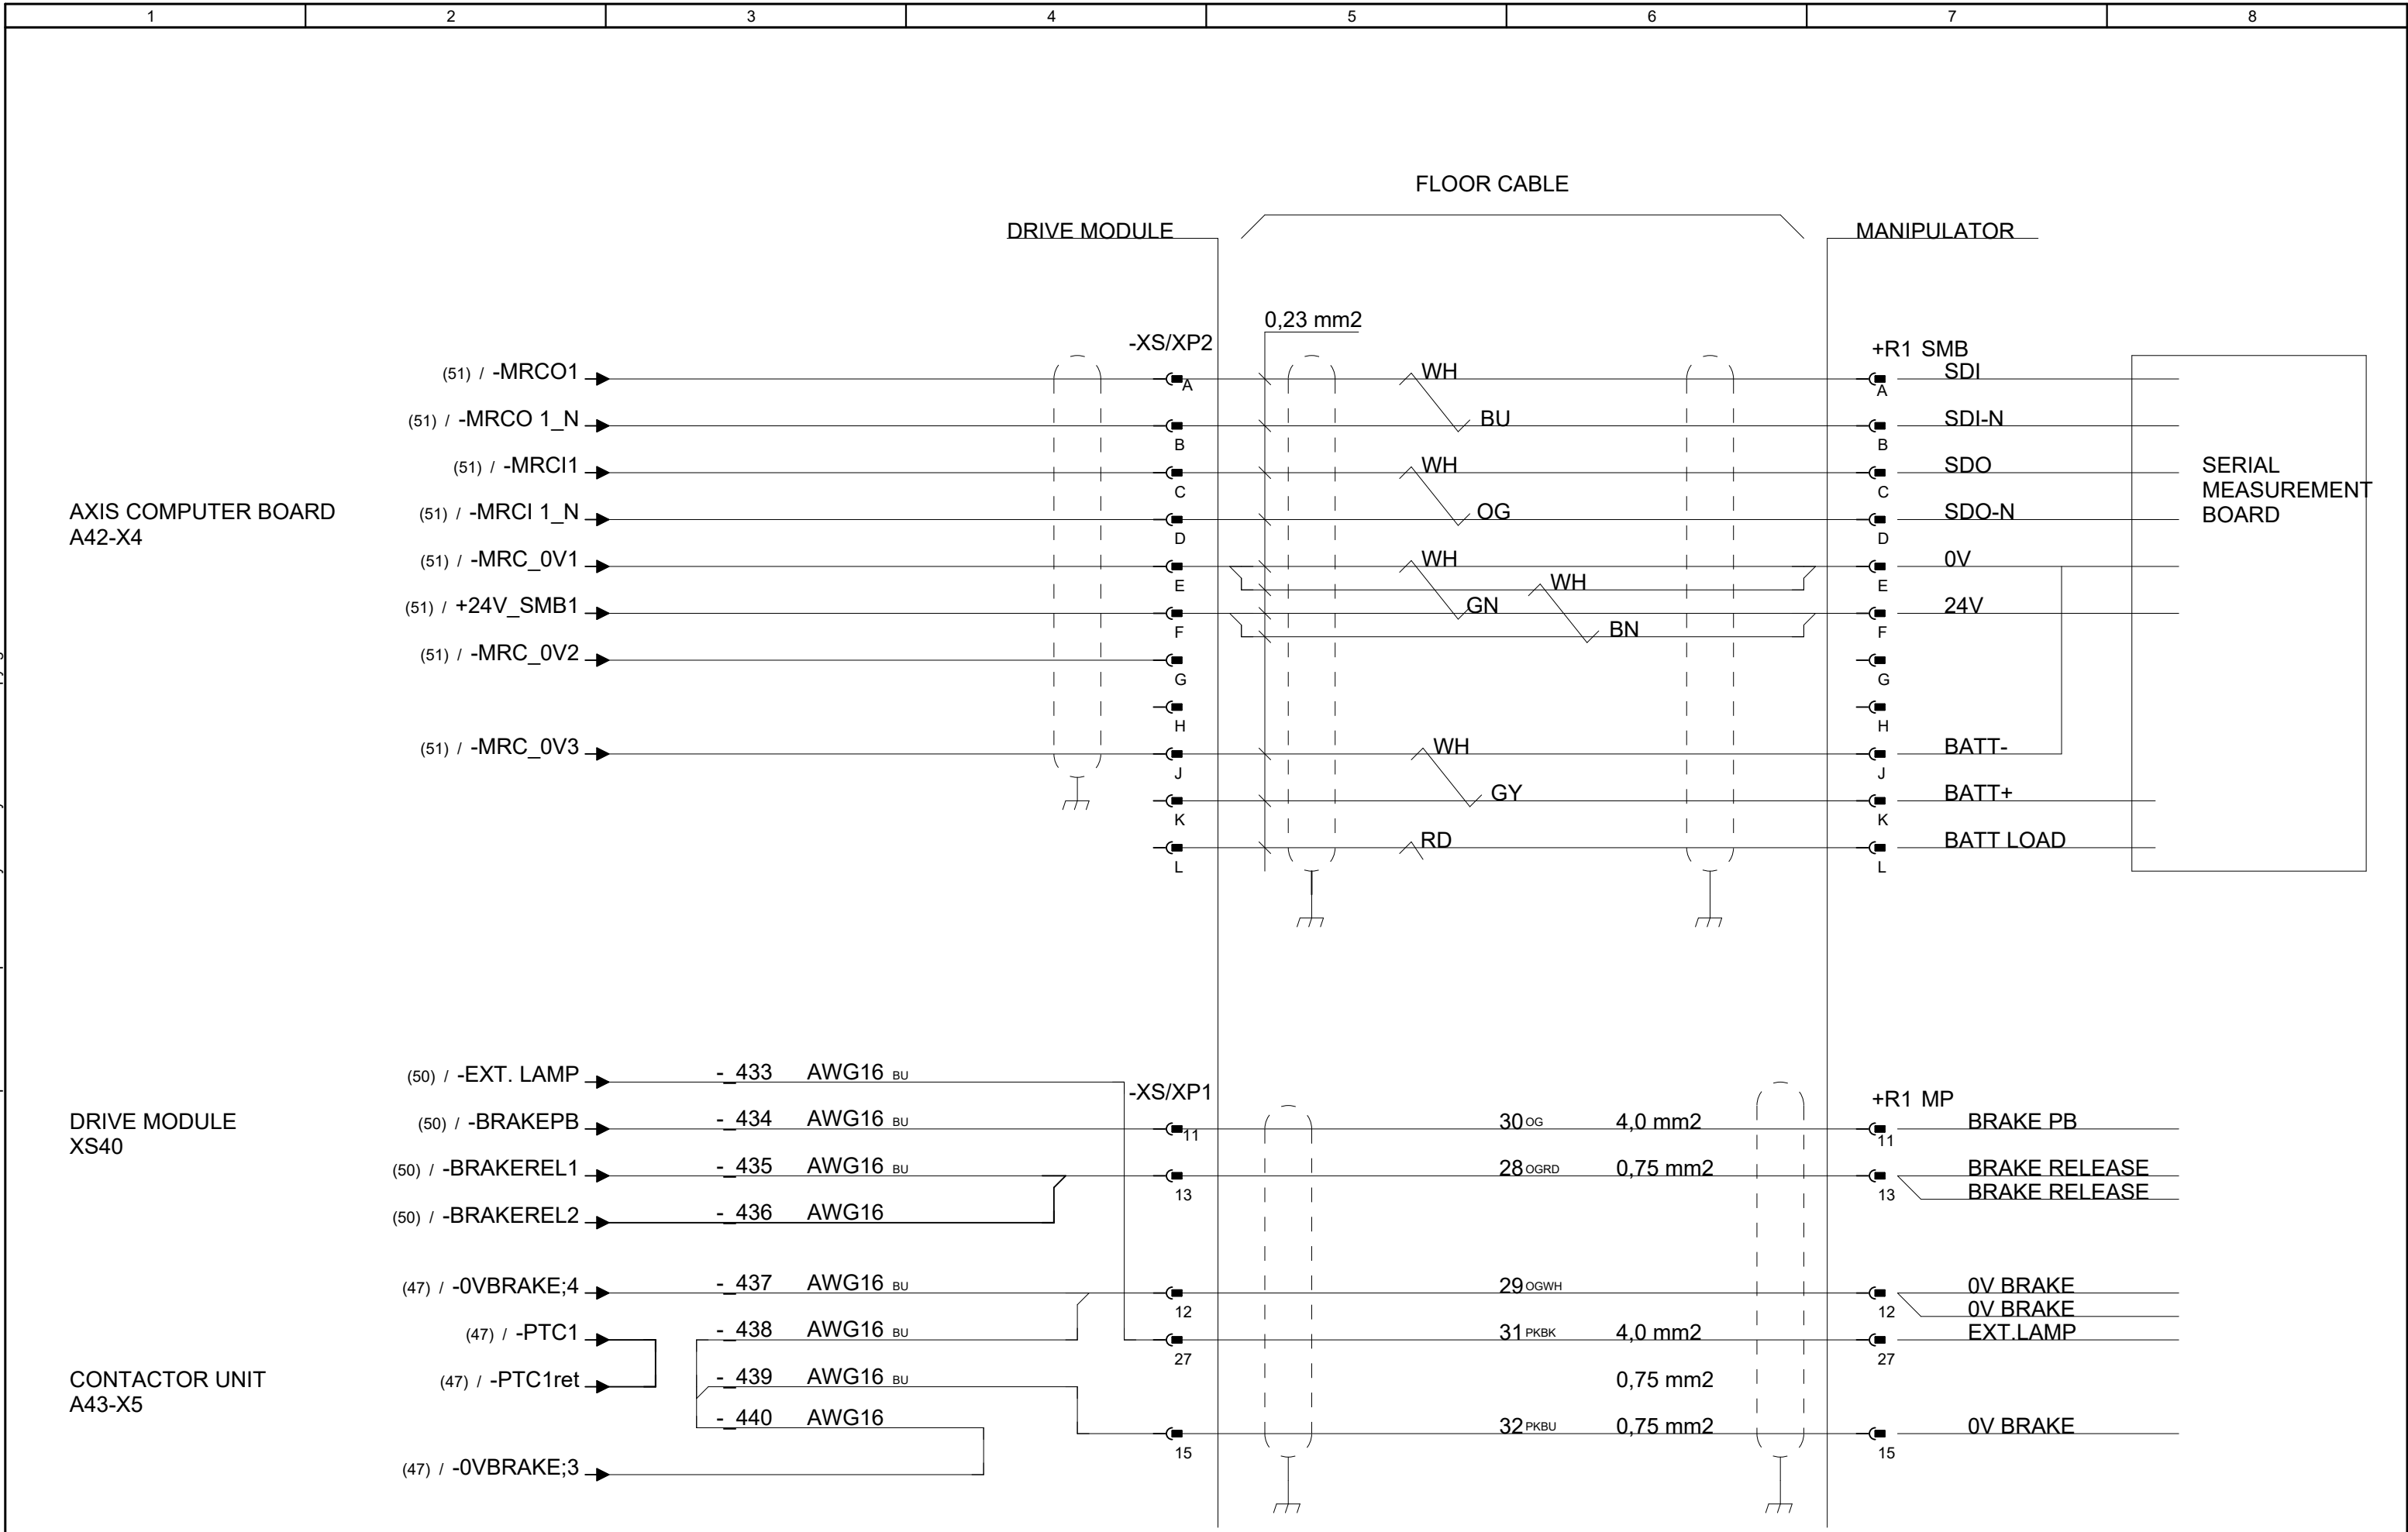 1 2 3 4 5 6 7 8
FLOOR CABLE
DRIVE MODULE MANIPULATOR
0,23 mm2
-XS/XP2 +R1 SMB
(51) / -MRCO1 A WH A SDI
(51) / -MRCO 1_N B BU B SDI-N
(51) / -MRCI1 C WH C SDO
(51) / -MRCI 1_N D OG D SDO-N
AXIS COMPUTER BOARD
A42-X4
SERIAL
MEASUREMENT
BOARD
(51) / -MRC_0V1 E WH WH E 0V
(51) / +24V_SMB1 F GN BN F 24V
(51) / -MRC_0V2 G G
H H
(51) / -MRC_0V3 J WH J BATT-
K GY K BATT+
L RD L BATT LOAD
(50) / -EXT. LAMP -_433 AWG16 BU
-XS/XP1 +R1 MP
DRIVE MODULE
XS40
(50) / -BRAKEPB -_434 AWG16 BU 11 30 OG 4,0 mm2 11 BRAKE PB
(50) / -BRAKEREL1 -_435 AWG16 BU 13 28 OGRD 0,75 mm2 13 BRAKE RELEASE
BRAKE RELEASE
(50) / -BRAKEREL2 -_436 AWG16
(47) / -0VBRAKE;4 -_437 AWG16 BU 12 29 OGWH 12 0V BRAKE
0V BRAKE
(47) / -PTC1 -_438 AWG16 BU 27 31 PKBK 4,0 mm2 27 EXT.LAMP
CONTACTOR UNIT
A43-X5
(47) / -PTC1ret -_439 AWG16 BU 0,75 mm2
-_440 AWG16 15 32 PKBU 0,75 mm2 15 0V BRAKE
(47) / -0VBRAKE;3